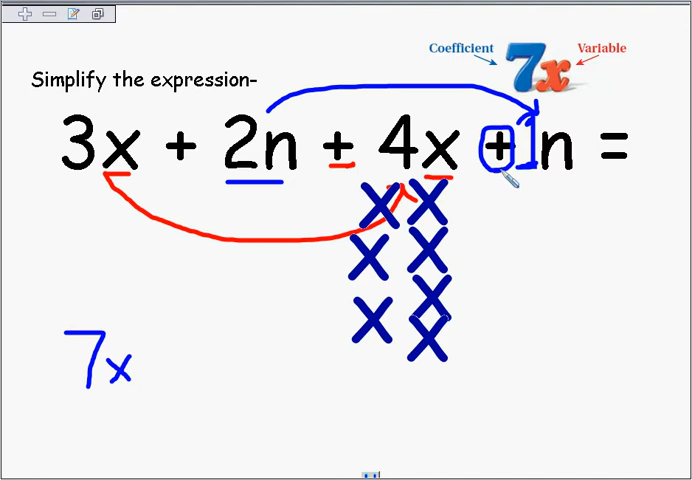 Coefficient 7x Variable
Simplify the expression-
3x + 2n + 4x + 1n =
x x
x x
x x
x
7x